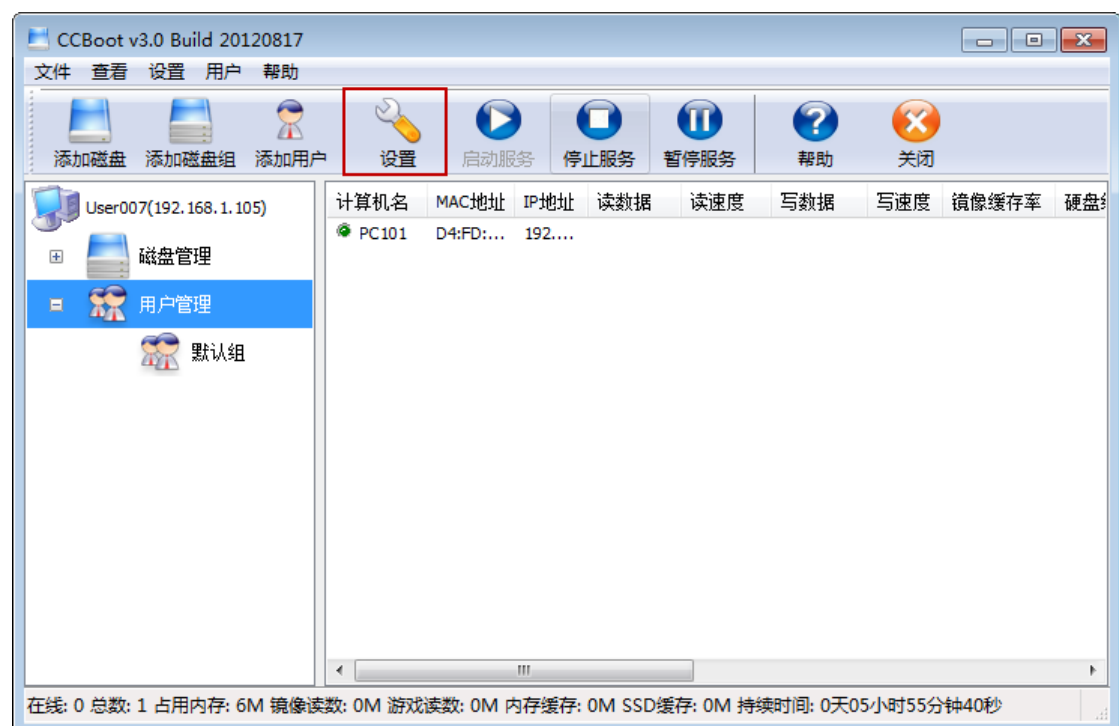 CCBoot v3.0 Build 20120817
文件 查看 设置 用户 帮助
添加磁盘 添加磁盘组 添加用户 设置 启动服务 停止服务 暂停服务 帮助 关闭
User007(192.168.1.105)
计算机名 MAC地址 IP地址 读数据 读速度 写数据 写速度 镜像缓存率 硬盘
PC101 D4:FD:... 192....
磁盘管理
用户管理
默认组
在线: 0 总数: 1 占用内存: 6M 镜像读数: 0M 游戏读数: 0M 内存缓存: 0M SSD缓存: 0M 持续时间: 0天05小时55分钟40秒